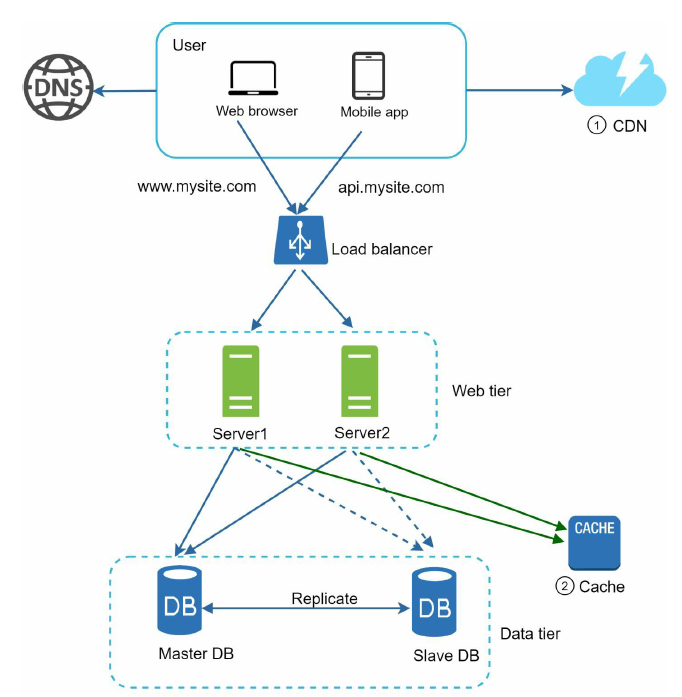 User
DNS
Web browser
Mobile app
1 CDN
www.mysite.com
api.mysite.com
Load balancer
Web tier
Server1
Server2
CACHE
2 Cache
DB
Replicate
DB
Master DB
Slave DB
Data tier